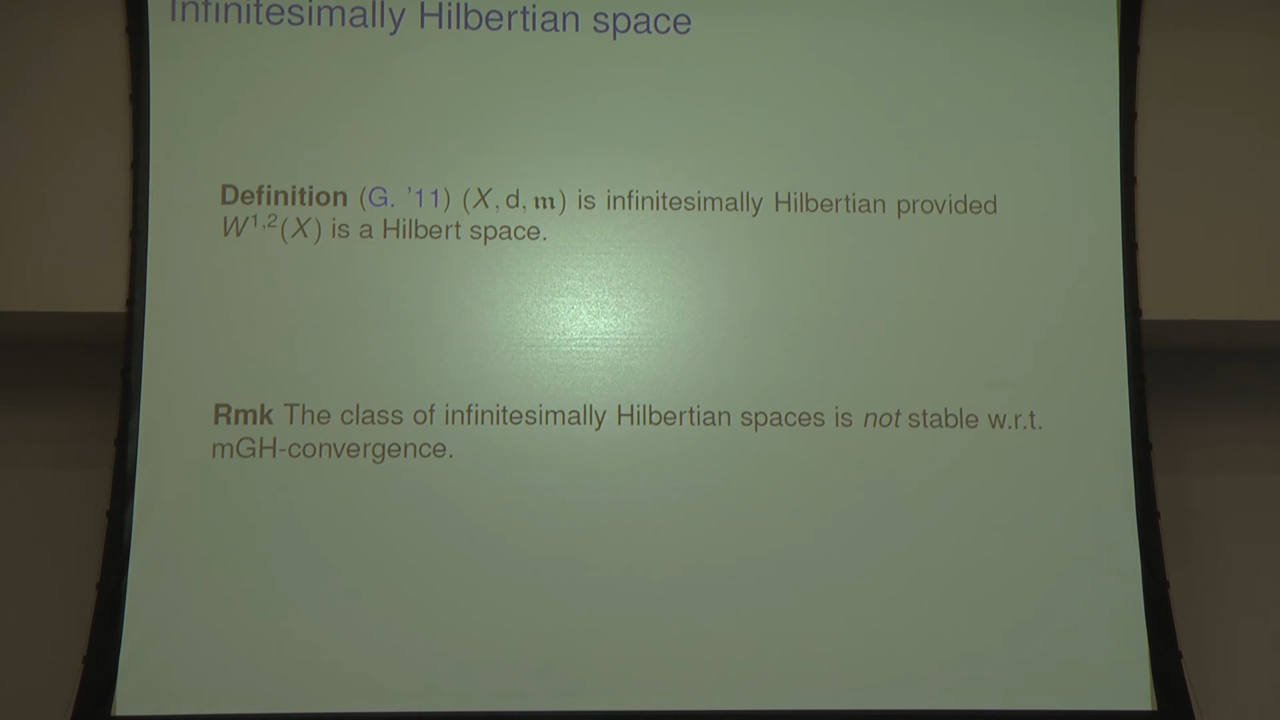 Infinitesimally Hilbertian space
Definition (G. '11) (X, d, 𝔪) is infinitesimally Hilbertian provided
W^{1,2}(X) is a Hilbert space.
Rmk The class of infinitesimally Hilbertian spaces is not stable w.r.t.
mGH-convergence.